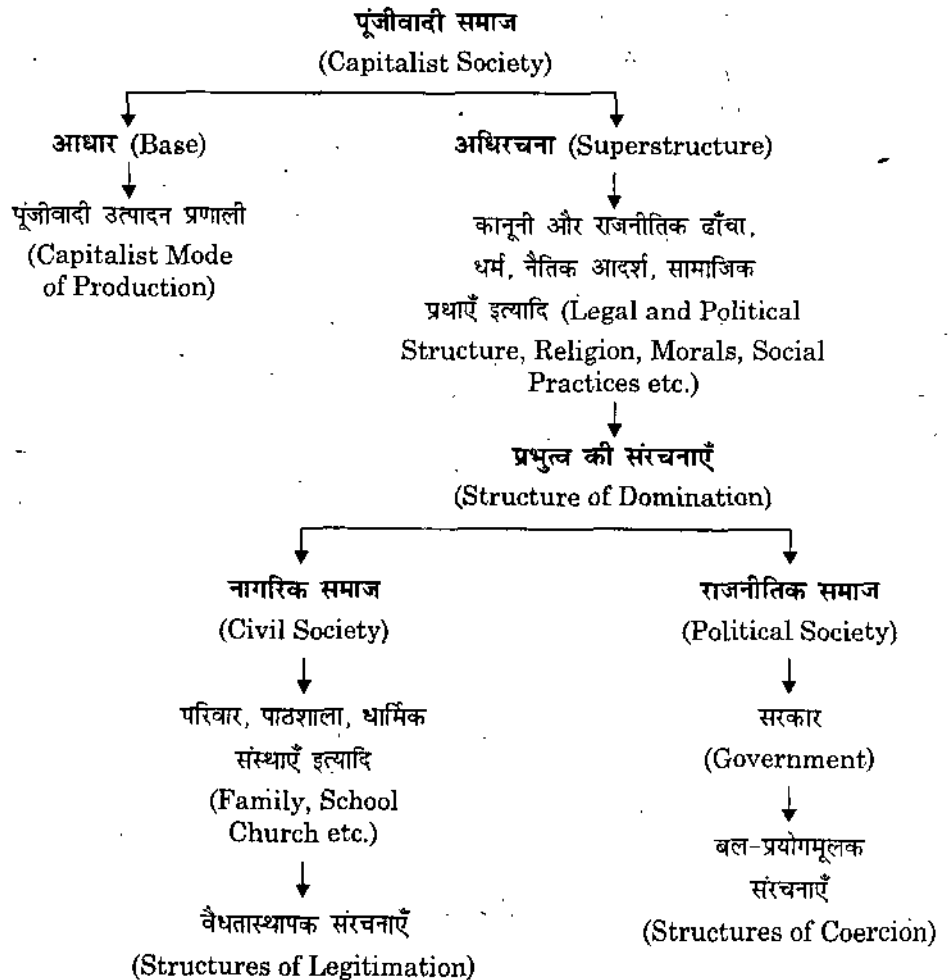 पूंजीवादी समाज
(Capitalist Society)
आधार (Base)
पूंजीवादी उत्पादन प्रणाली
(Capitalist Mode
of Production)
अधिरचना (Superstructure)
कानूनी और राजनीतिक ढाँचा,
धर्म, नैतिक आदर्श, सामाजिक
प्रथाएँ इत्यादि (Legal and Political
Structure, Religion, Morals, Social
Practices etc.)
प्रभुत्व की संरचनाएँ
(Structure of Domination)
नागरिक समाज
(Civil Society)
परिवार, पाठशाला, धार्मिक
संस्थाएँ इत्यादि
(Family, School
Church etc.)
वैधतास्थापक संरचनाएँ
(Structures of Legitimation)
राजनीतिक समाज
(Political Society)
सरकार
(Government)
बल-प्रयोगमूलक
संरचनाएँ
(Structures of Coercion)